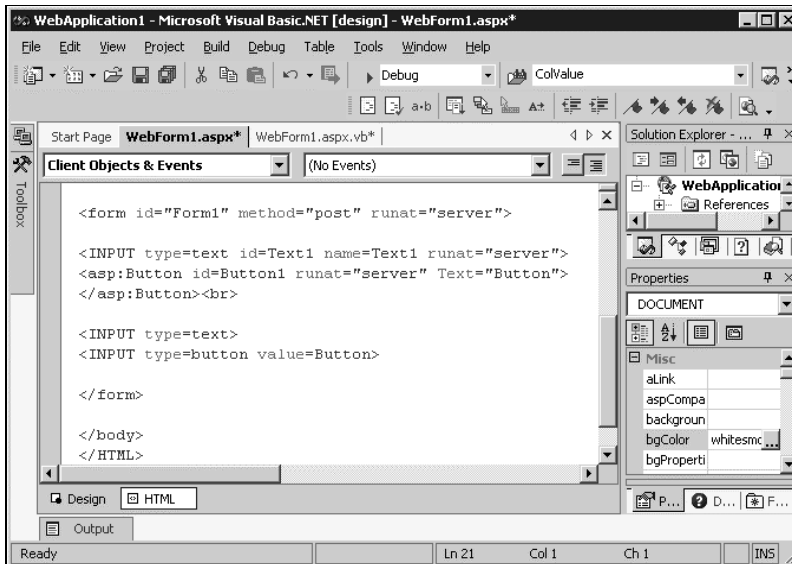 WebApplication1 - Microsoft Visual Basic.NET [design] - WebForm1.aspx*
File Edit View Project Build Debug Table Tools Window Help
Debug ColValue
a·b
Start Page WebForm1.aspx* WebForm1.aspx.vb*
Solution Explorer - ...
Toolbox
Client Objects & Events (No Events)
WebApplication
References
<form id="Form1" method="post" runat="server">
<INPUT type=text id=Text1 name=Text1 runat="server">
<asp:Button id=Button1 runat="server" Text="Button">
</asp:Button><br>
<INPUT type=text>
<INPUT type=button value=Button>
</form>
</body>
</HTML>
Properties
DOCUMENT
Misc
aLink
aspCompa
backgroun
bgColor whitesmc ...
bgProperti
Design HTML
P... D... F...
Output
Ready Ln 21 Col 1 Ch 1 INS